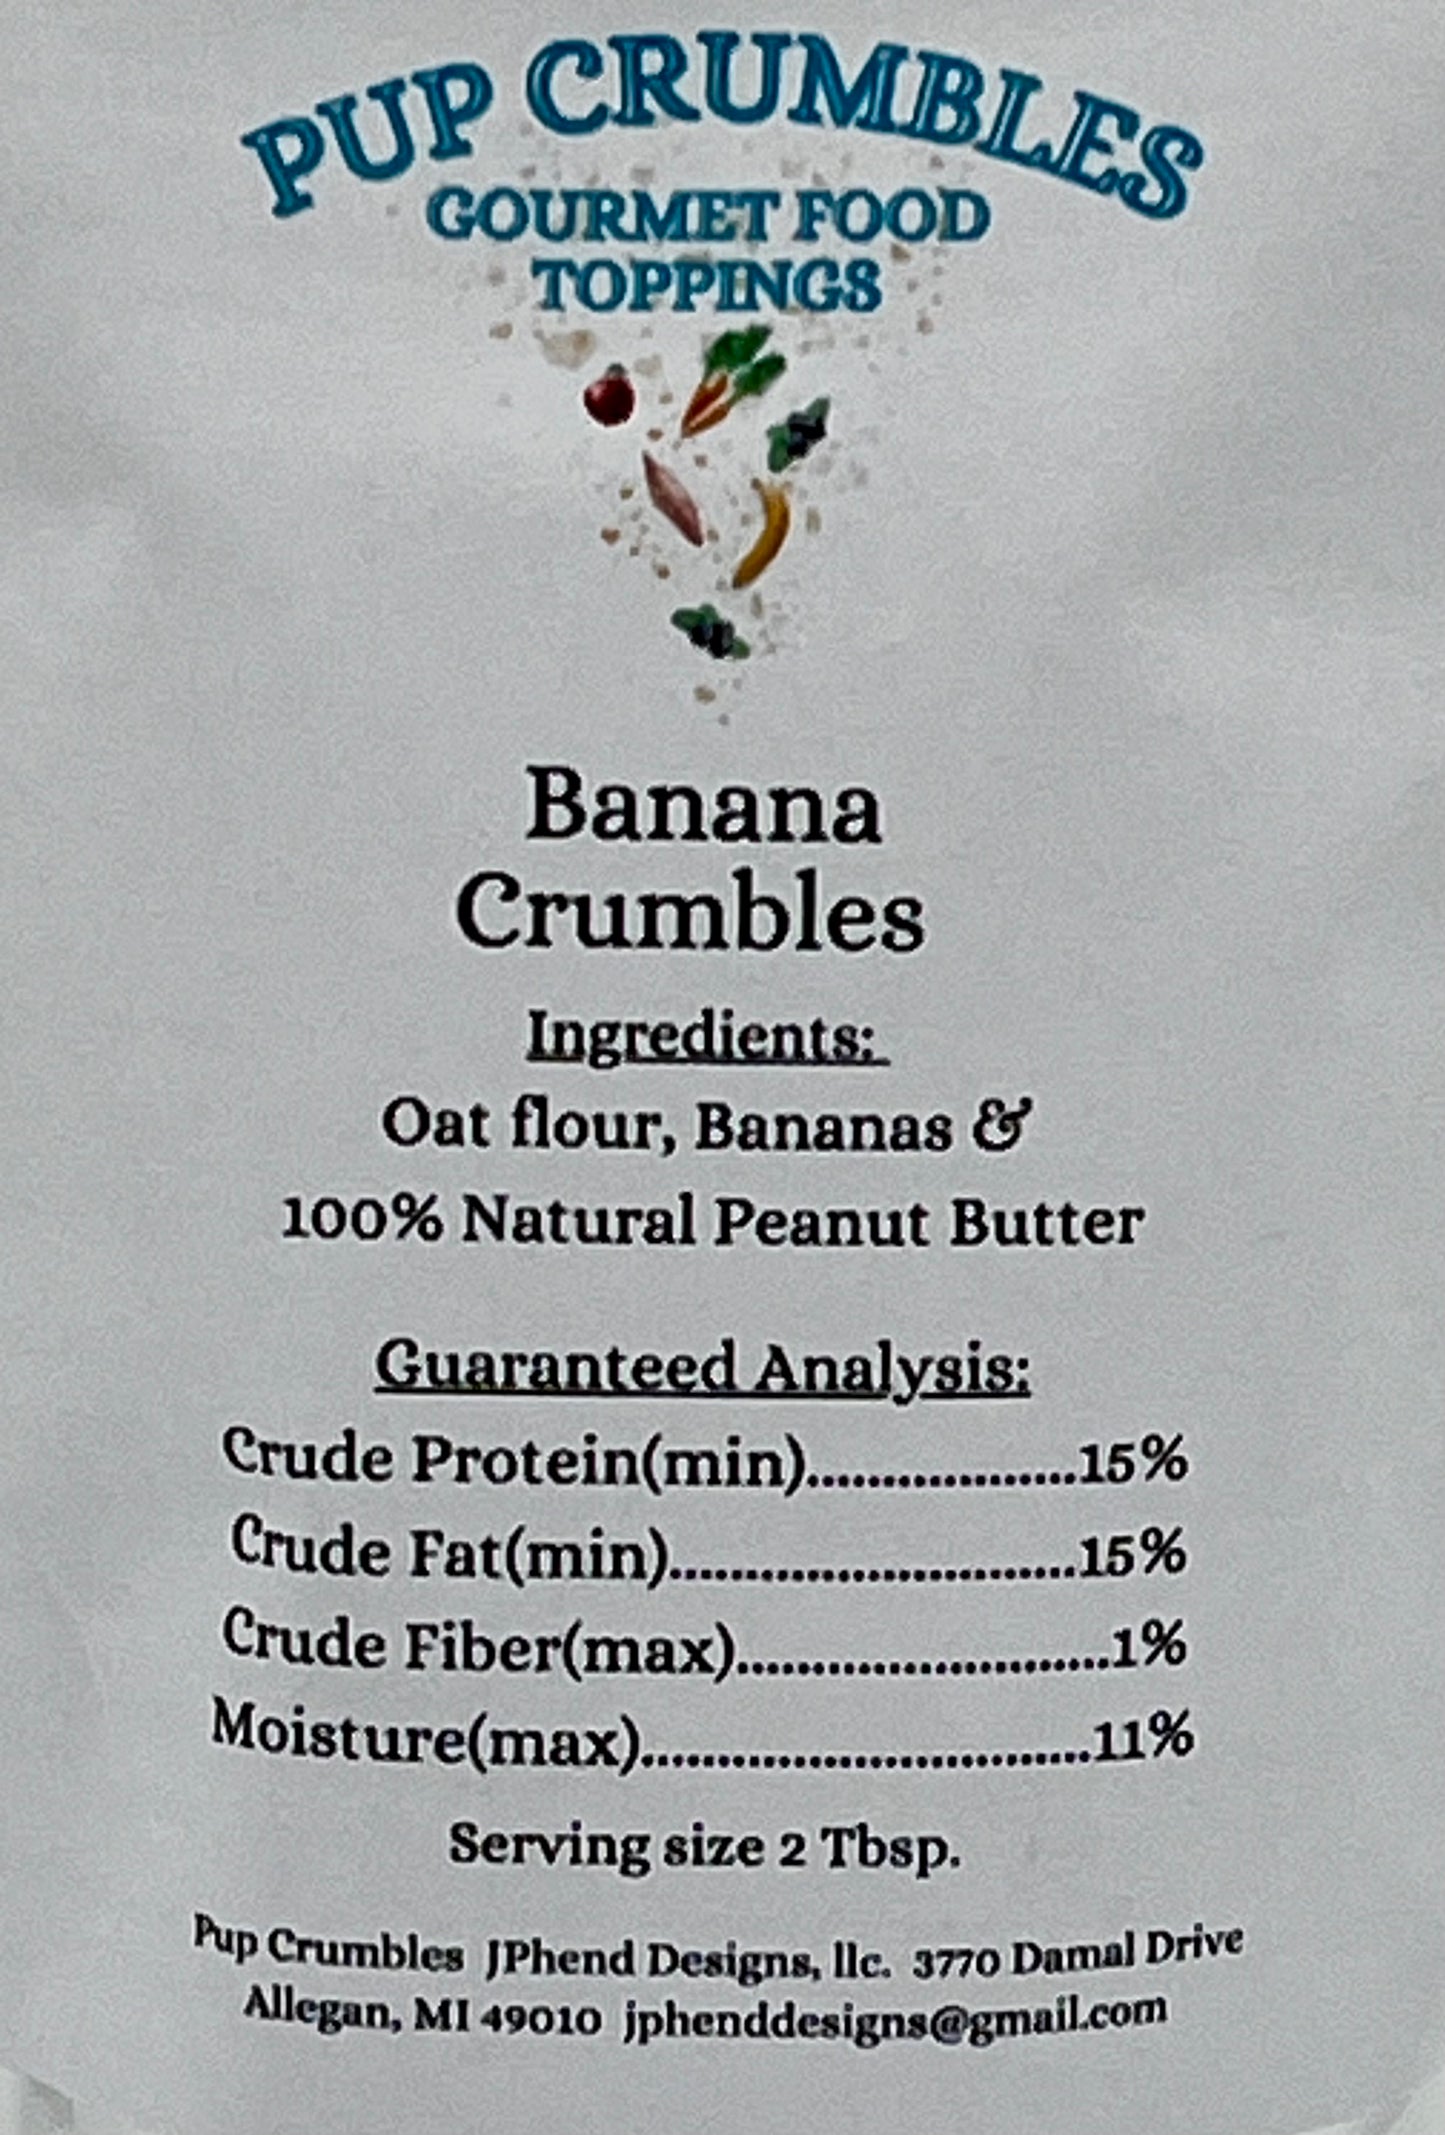 PUP CRUMBLES
GOURMET FOOD
TOPPINGS
Banana
Crumbles
Ingredients:
Oat flour, Bananas &
100% Natural Peanut Butter
Guaranteed Analysis:
Crude Protein(min)..................15%
Crude Fat(min)...........................15%
Crude Fiber(max).........................1%
Moisture(max)..............................11%
Serving size 2 Tbsp.
Pup Crumbles JPhend Designs, llc. 3770 Damal Drive
Allegan, MI 49010 jphenddesigns@gmail.com